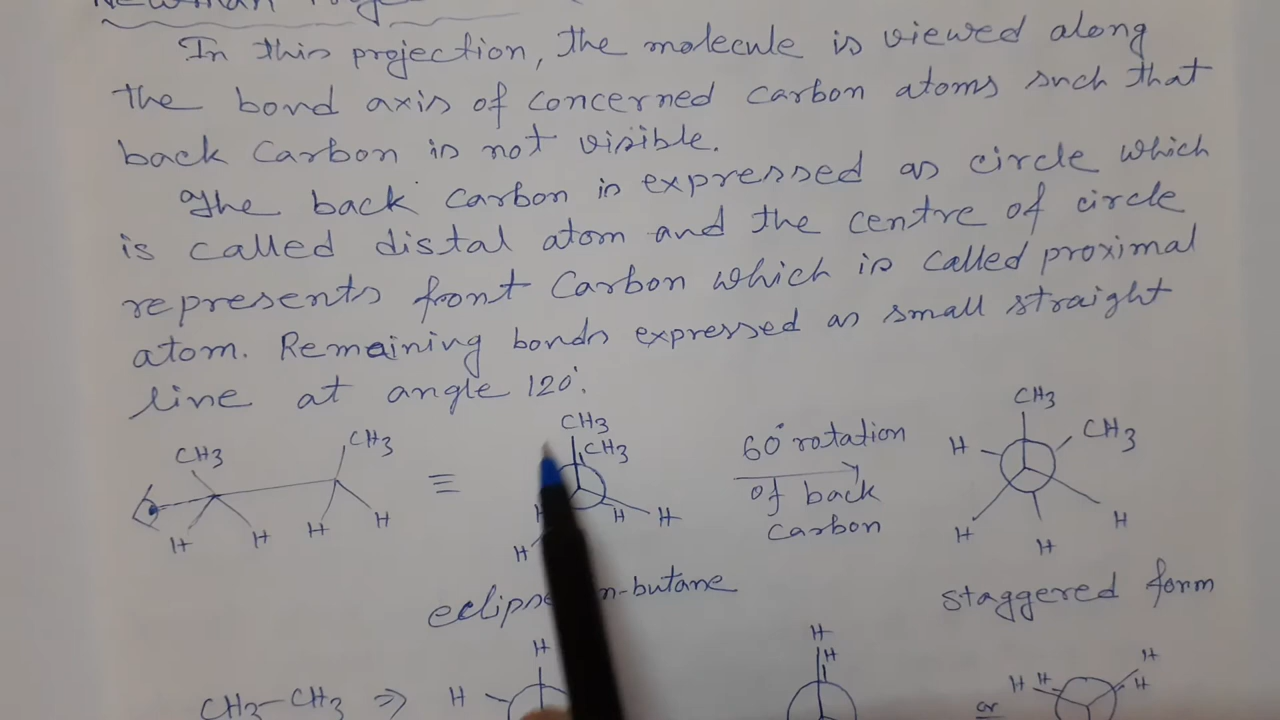 In this projection, the molecule is viewed along
the bond axis of concerned carbon atoms such that
back carbon is not visible.
The back carbon is expressed as circle which
is called distal atom and the centre of circle
represents front carbon which is called proximal
atom. Remaining bonds expressed as small straight
line at angle 120°.
CH3 CH3 ≡ CH3 CH3 60° rotation CH3
H CH3
H H H H H H H of back
carbon H H H
H
eclipse n-butane staggered form
H H H
H H H H
CH3-CH3 ⇒ or